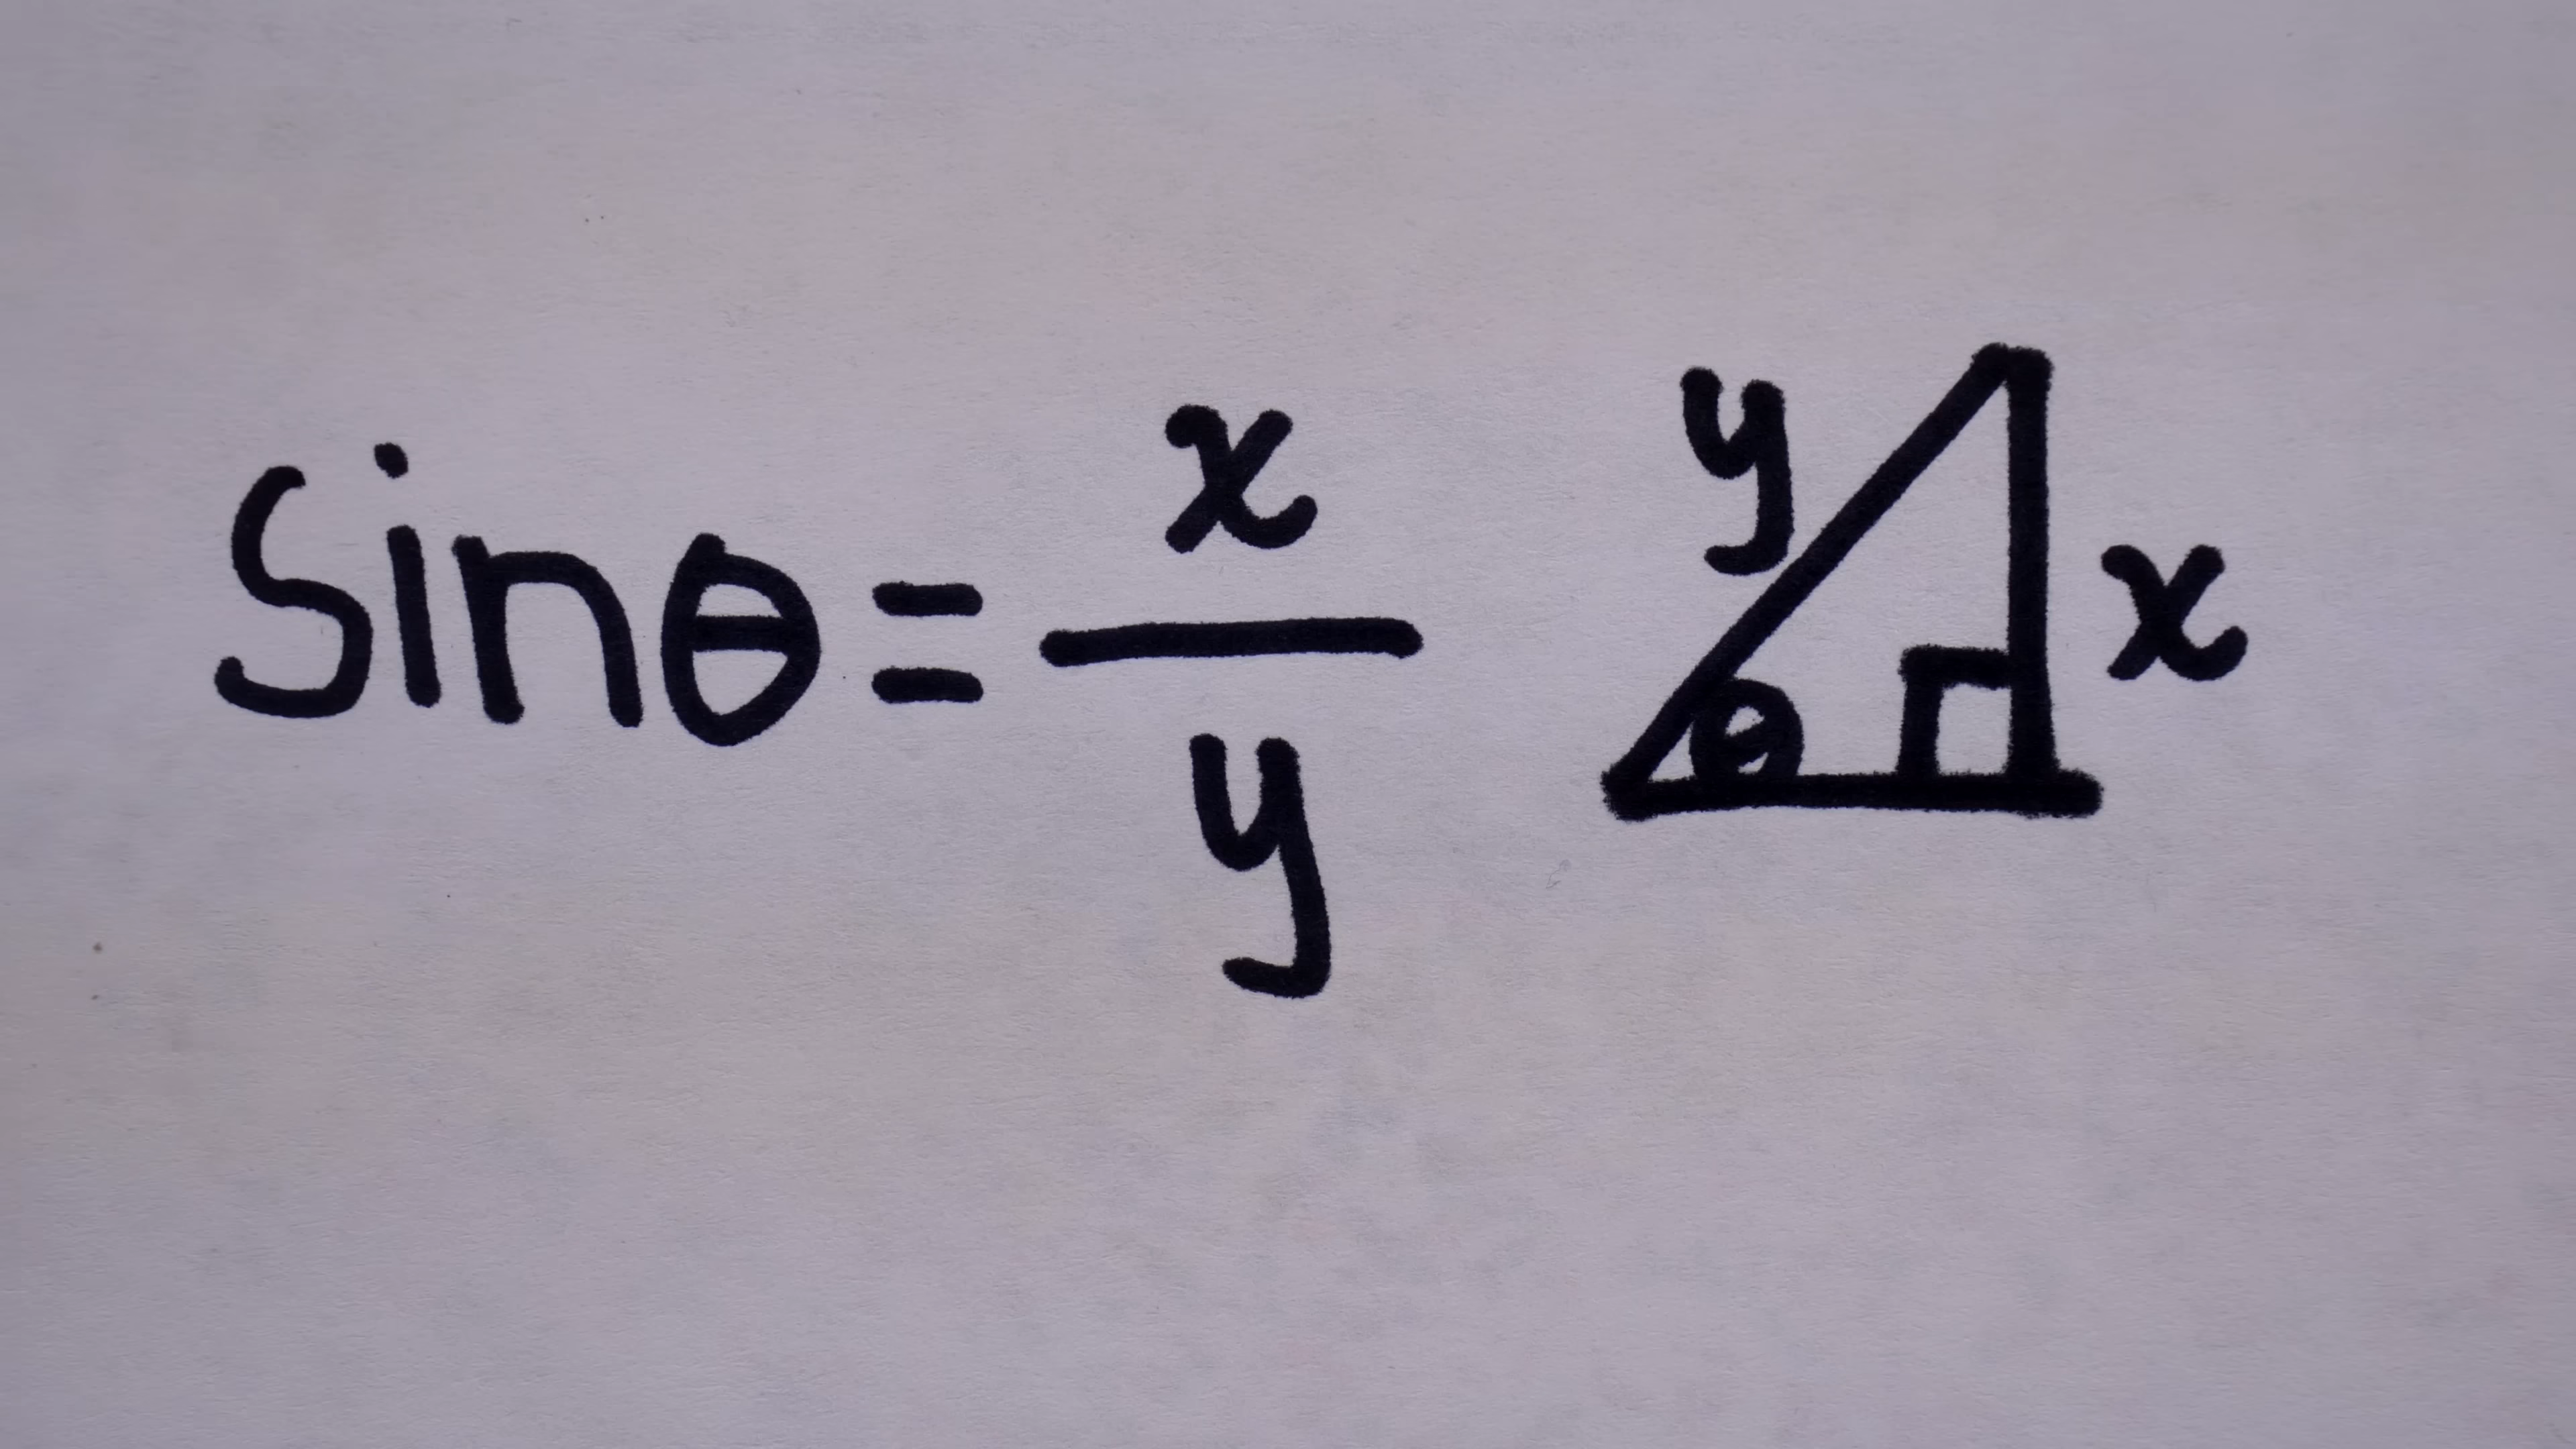 sinθ = x/y
y
x
θ